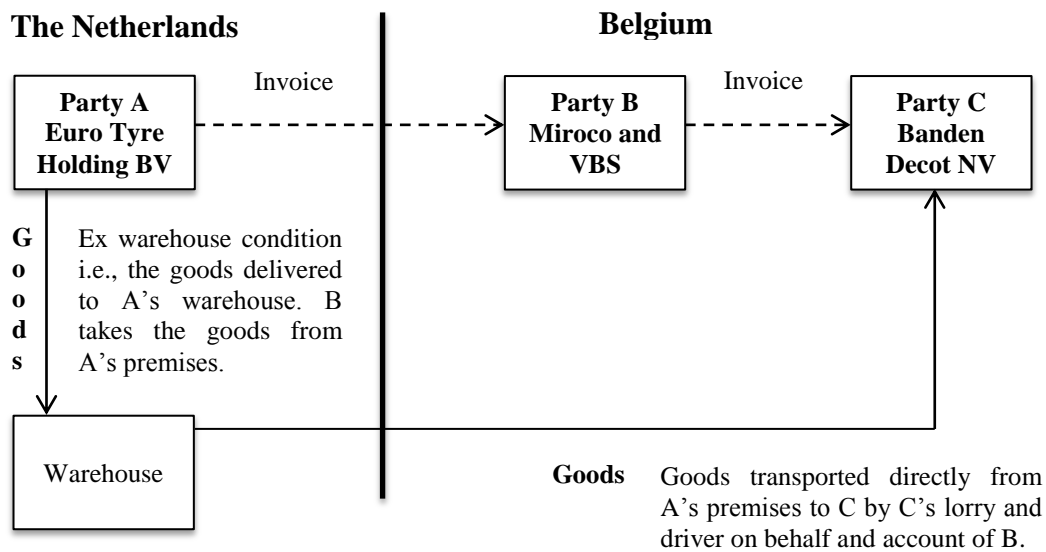 The Netherlands
Belgium
Invoice
Invoice
Party A
Euro Tyre
Holding BV
Party B
Miroco and
VBS
Party C
Banden
Decot NV
G
o
o
d
s
Ex warehouse condition
i.e., the goods delivered
to A’s warehouse. B
takes the goods from
A’s premises.
Warehouse
Goods
Goods transported directly from
A’s premises to C by C’s lorry and
driver on behalf and account of B.